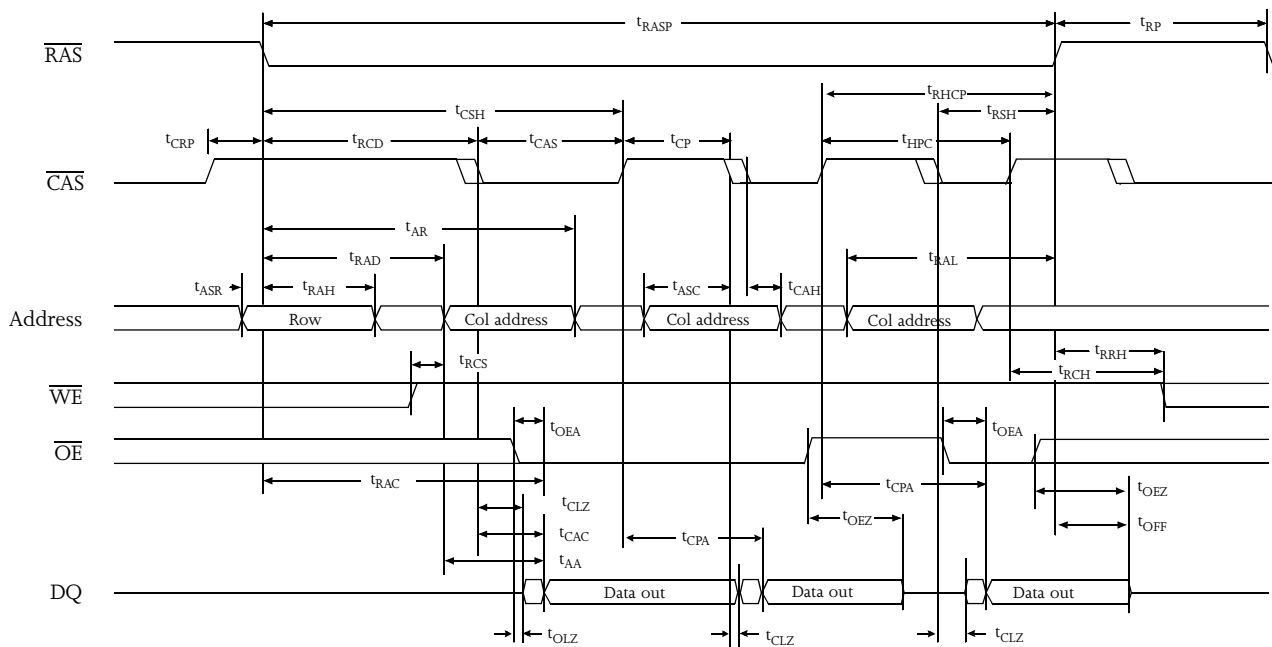 tRASP
tRP
RAS
tRHCP
tCSH
tRSH
tCRP
tRCD
tCAS
tCP
tHPC
CAS
tAR
tRAD
tRAL
tASR
tRAH
tASC
tCAH
Address
Row
Col address
Col address
Col address
tRCS
tRRH
tRCH
WE
tOEA
tOEA
OE
tRAC
tCPA
tCLZ
tOEZ
tOEZ
tCAC
tCPA
tOFF
tAA
DQ
Data out
Data out
Data out
tOLZ
tCLZ
tCLZ